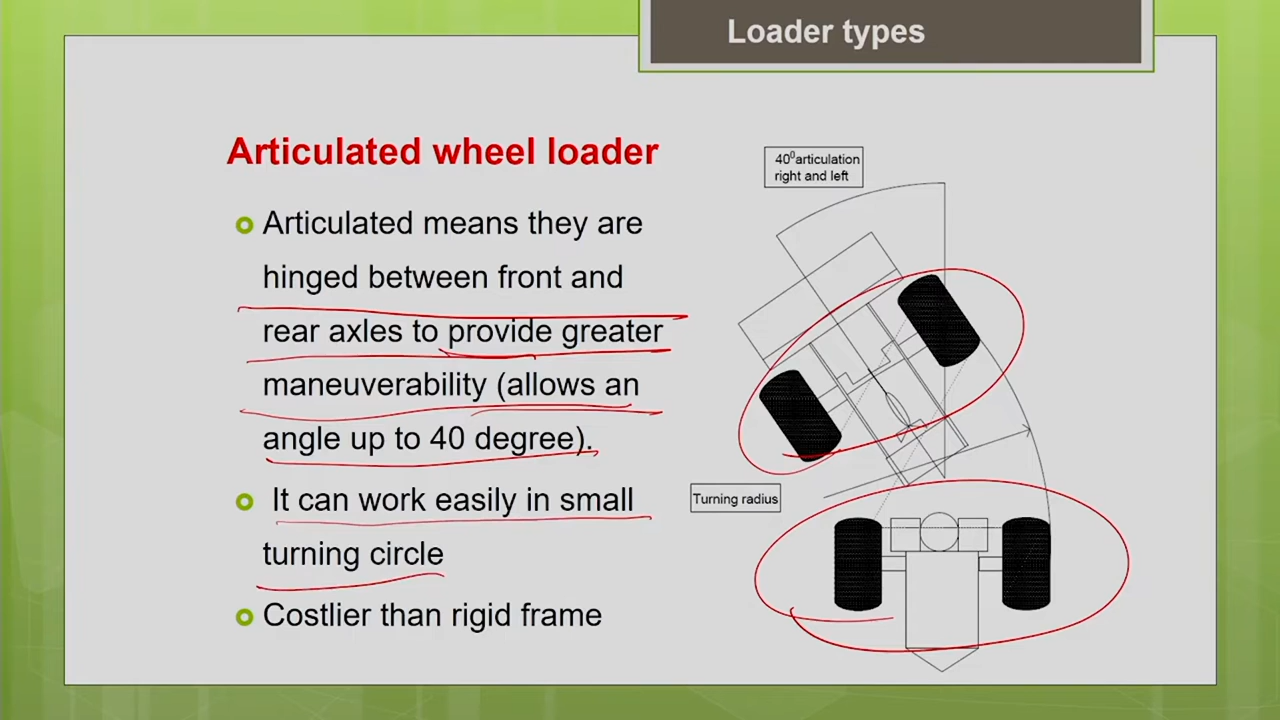 Loader types
Articulated wheel loader
Articulated means they are
hinged between front and
rear axles to provide greater
maneuverability (allows an
angle up to 40 degree).
It can work easily in small
turning circle
Costlier than rigid frame
40⁰articulation
right and left
Turning radius